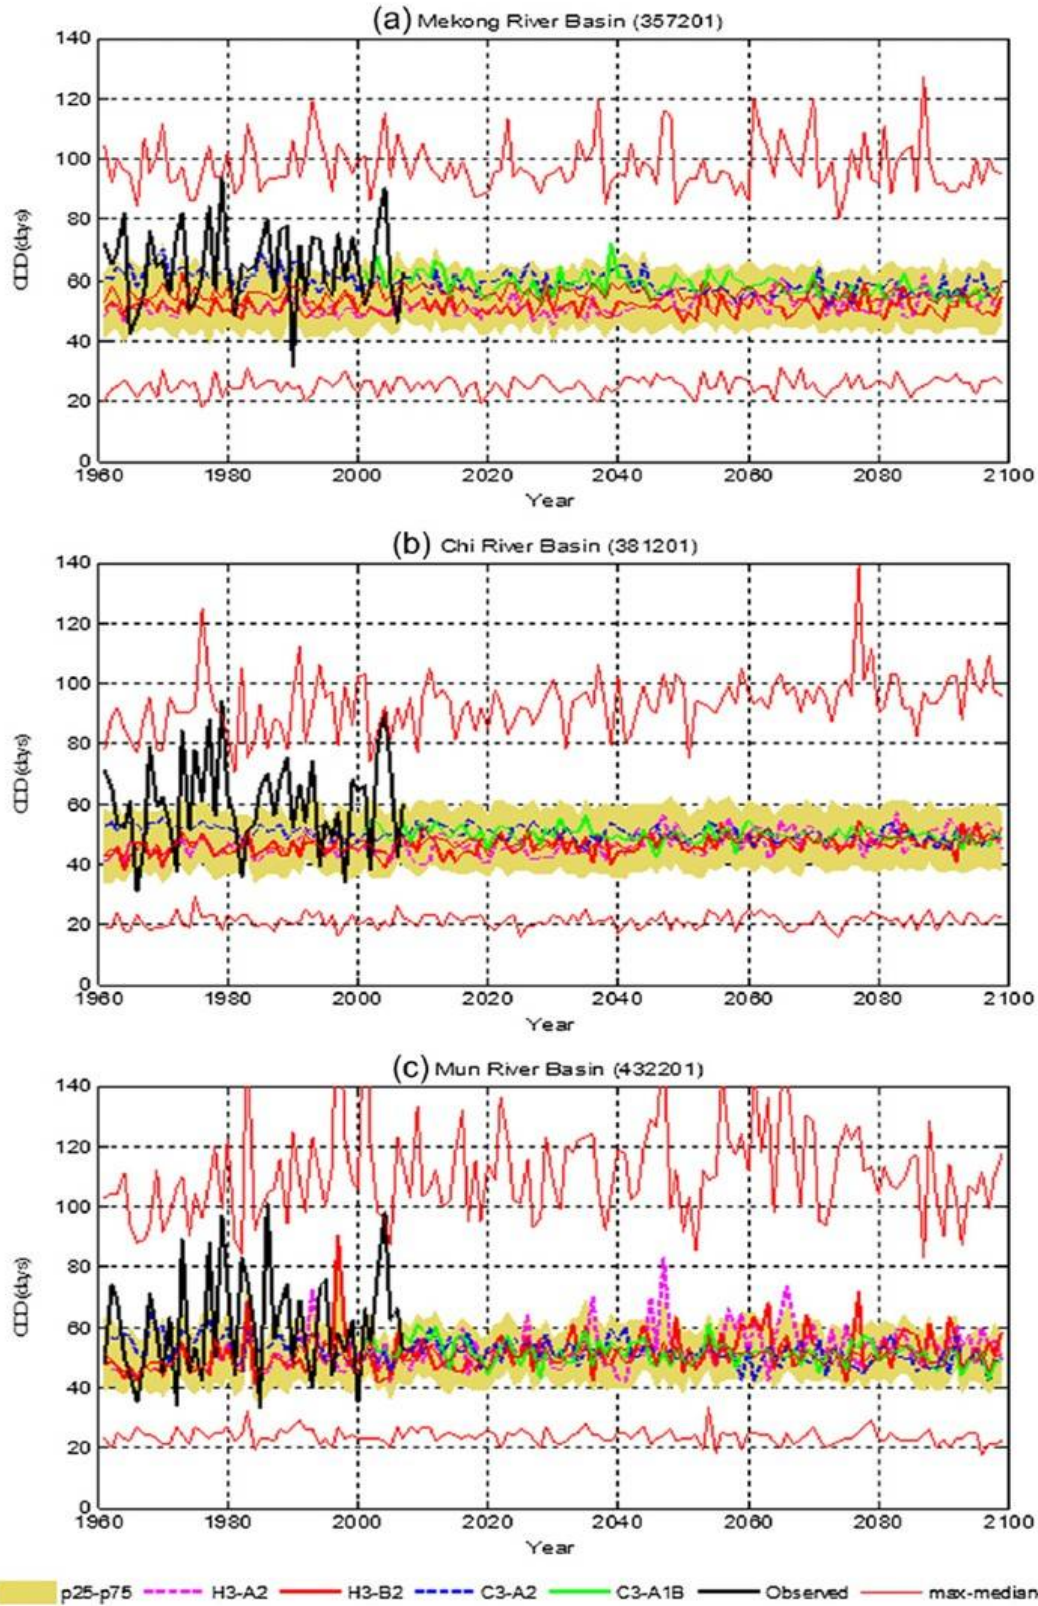 (a) Mekong River Basin (357201)
140
120
100
80
60
40
20
0
CDD(days)
1960 1980 2000 2020 2040 2060 2080 2100
Year
(b) Chi River Basin (381201)
140
120
100
80
60
40
20
0
CDD(days)
1960 1980 2000 2020 2040 2060 2080 2100
Year
(c) Mun River Basin (432201)
140
120
100
80
60
40
20
0
CDD(days)
1960 1980 2000 2020 2040 2060 2080 2100
Year
p25-p75 H3-A2 H3-B2 C3-A2 C3-A1B Observed max-median